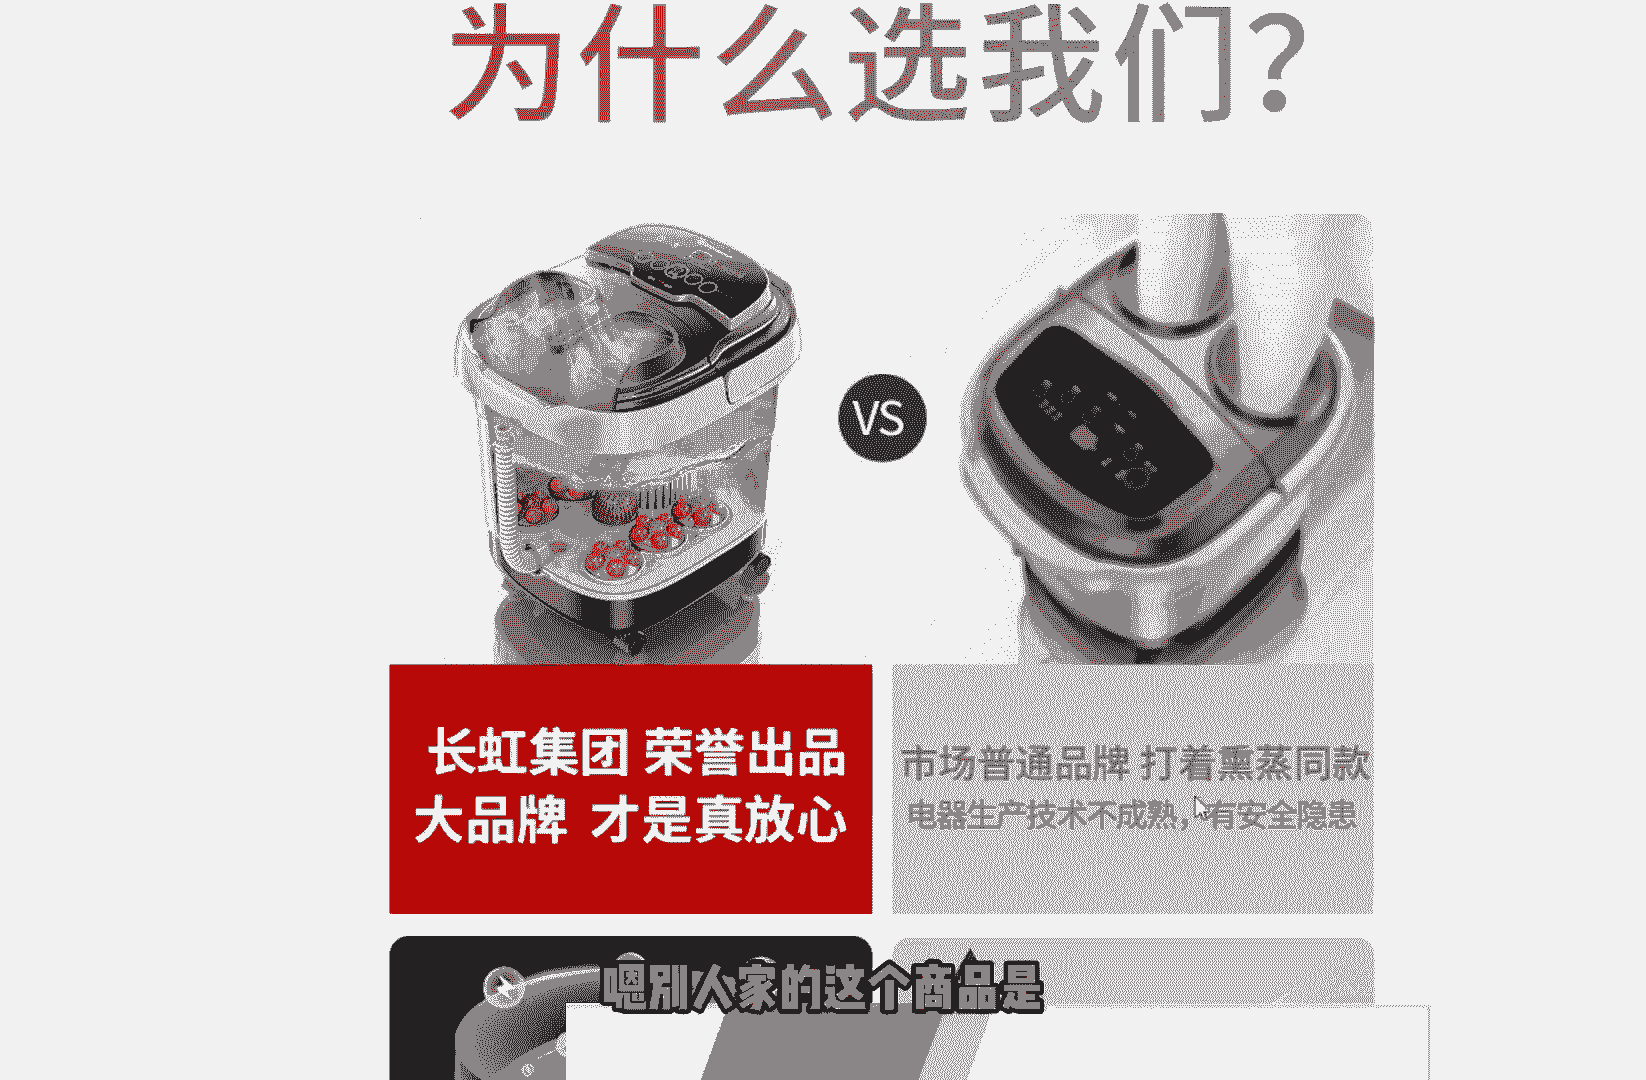 为什么选我们?
VS
长虹集团 荣誉出品
大品牌 才是真放心
市场普通品牌 打着熏蒸同款
电器生产技术不成熟，有安全隐患
嗯别人家的这个商品是